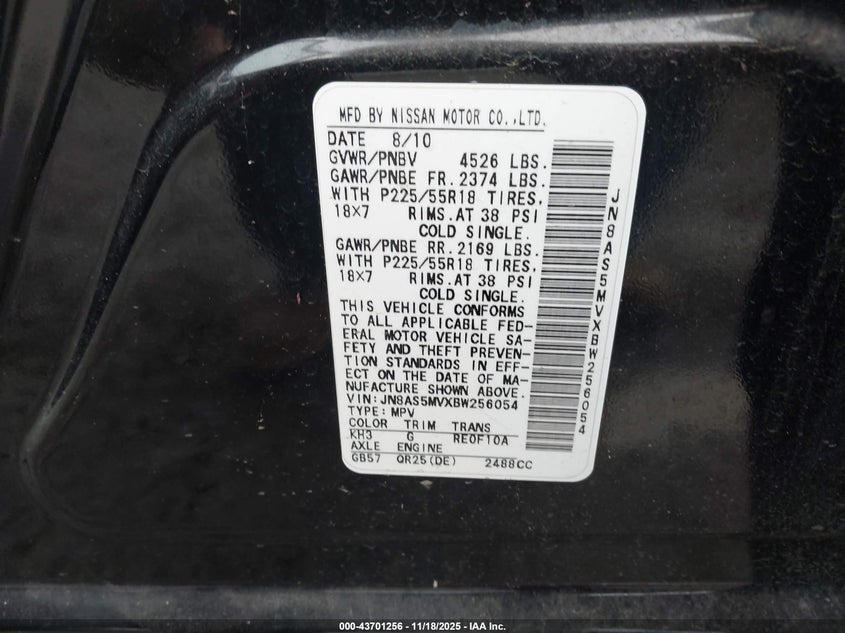 MFD BY NISSAN MOTOR CO.,LTD.
DATE 8/10
GVWR/PNBV 4526 LBS.
GAWR/PNBE FR. 2374 LBS.
WITH P225/55R18 TIRES,
18×7 RIMS.AT 38 PSI
COLD SINGLE.
GAWR/PNBE RR. 2169 LBS.
WITH P225/55R18 TIRES,
18×7 RIMS.AT 38 PSI
COLD SINGLE.
THIS VEHICLE CONFORMS
TO ALL APPLICABLE FED-
ERAL MOTOR VEHICLE SA-
FETY AND THEFT PREVEN-
TION STANDARDS IN EFF-
ECT ON THE DATE OF MA-
NUFACTURE SHOWN ABOVE.
VIN:JN8AS5MVXBW256054
TYPE: MPV
COLOR TRIM TRANS
KH3 G RE0F10A
AXLE ENGINE
GB57 QR25(DE) 2488CC
JN8AS5MVXBW256054
000-43701256 - 11/18/2025 - IAA Inc.